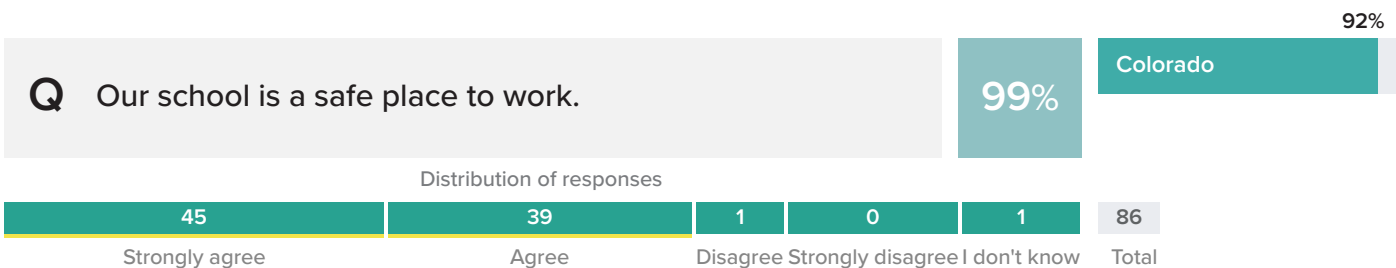 92%
Q Our school is a safe place to work.
99%
Colorado
Distribution of responses
45 39 1 0 1 86
Strongly agree Agree Disagree Strongly disagree I don't know Total